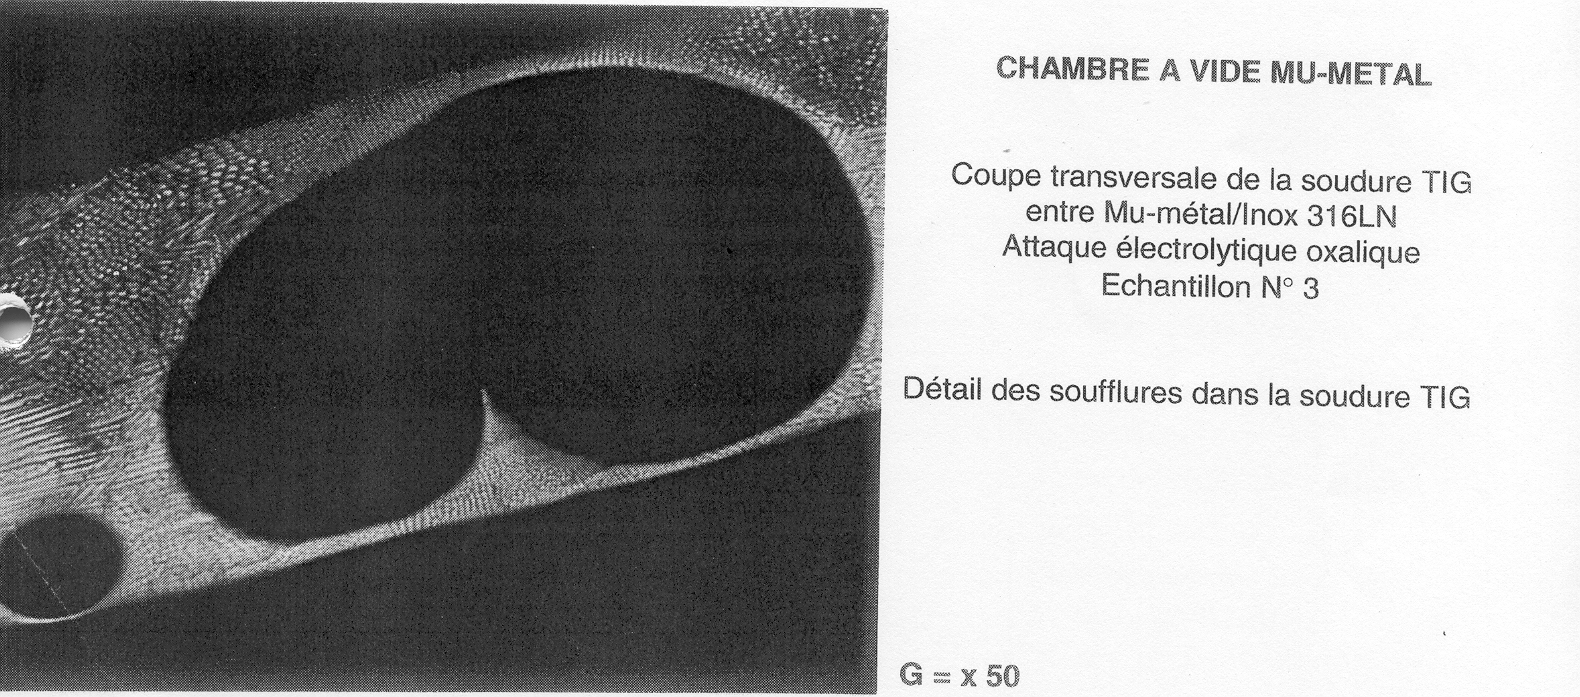 CHAMBRE A VIDE MU-METAL
Coupe transversale de la soudure TIG
entre Mu-métal/Inox 316LN
Attaque électrolytique oxalique
Echantillon N° 3
Détail des soufflures dans la soudure TIG
G = x 50